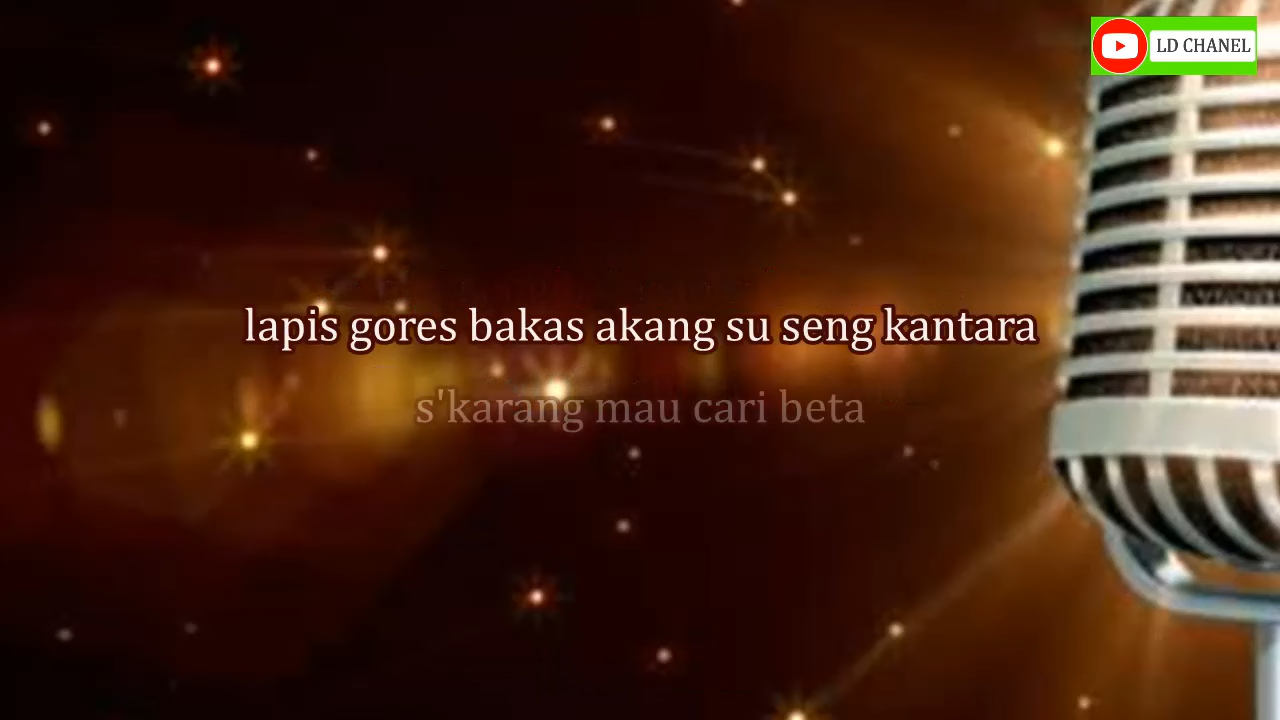 LD CHANEL
lapis gores bakas akang su seng kantara
s'karang mau cari beta